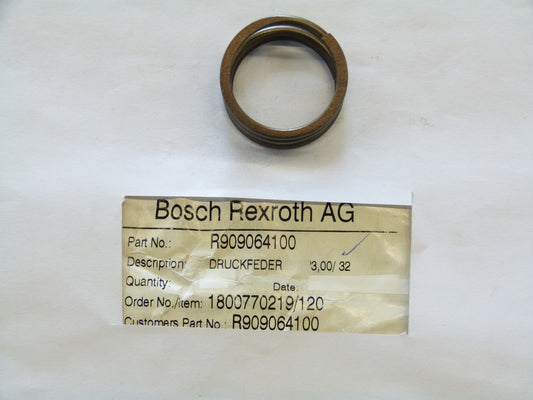 Bosch Rexroth AG
Part No.: R909064100
Description: DRUCKFEDER '3,00/ 32
Quantity: Date:
Order No./Item: 1800770219/120
Customers Part No.: R909064100